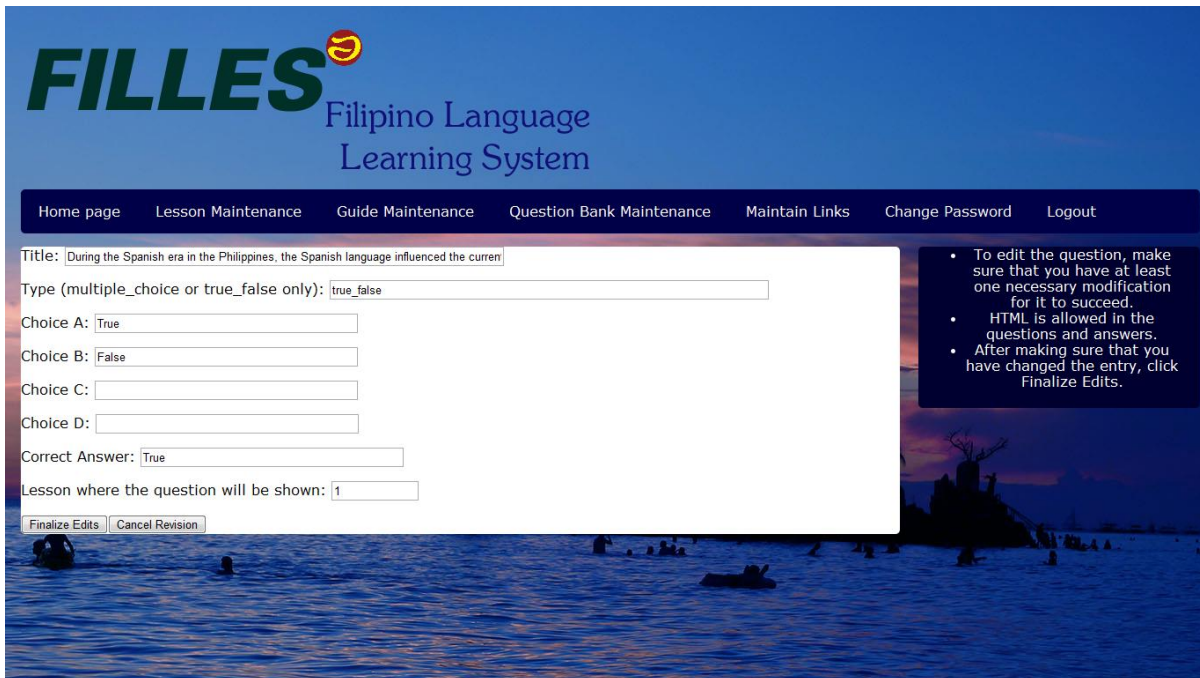 FILLES
Filipino Language
Learning System
Home page Lesson Maintenance Guide Maintenance Question Bank Maintenance Maintain Links Change Password Logout
Title: During the Spanish era in the Philippines, the Spanish language influenced the current
Type (multiple_choice or true_false only): true_false
Choice A: True
Choice B: False
Choice C:
Choice D:
Correct Answer: True
Lesson where the question will be shown: 1
Finalize Edits Cancel Revision
• To edit the question, make
sure that you have at least
one necessary modification
for it to succeed.
• HTML is allowed in the
questions and answers.
• After making sure that you
have changed the entry, click
Finalize Edits.